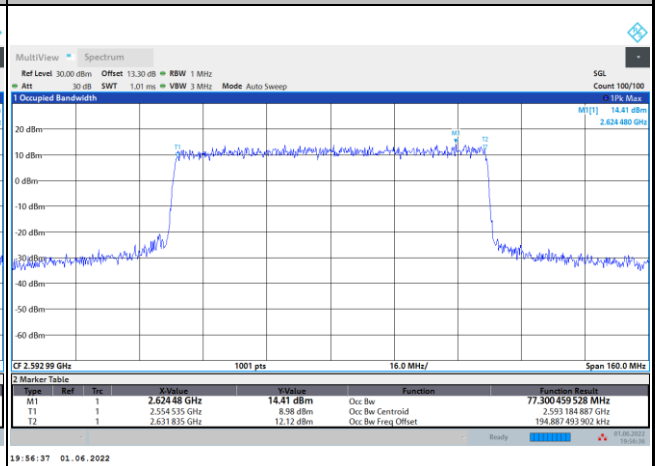 MultiView Spectrum
Ref Level 30.00 dBm Offset 13.30 dB RBW 1 MHz SGL
Att 30 dB SWT 1.01 ms VBW 3 MHz Mode Auto Sweep Count 100/100
1 Occupied Bandwidth 1Pk Max
M1[1] 14.41 dBm
2.624 480 GHz
20 dBm
M1
T1 T2
10 dBm
0 dBm
-10 dBm
-20 dBm
-30 dBm
-40 dBm
-50 dBm
-60 dBm
CF 2.592 99 GHz 1001 pts 16.0 MHz/ Span 160.0 MHz
2 Marker Table
Type Ref Trc X-Value Y-Value Function Function Result
M1 1 2.624 48 GHz 14.41 dBm Occ Bw 77.300 459 528 MHz
T1 1 2.554 535 GHz 8.98 dBm Occ Bw Centroid 2.593 184 887 GHz
T2 1 2.631 835 GHz 12.12 dBm Occ Bw Freq Offset 194.887 493 902 kHz
Ready 01.06.2022
19:56:36
19:56:37 01.06.2022